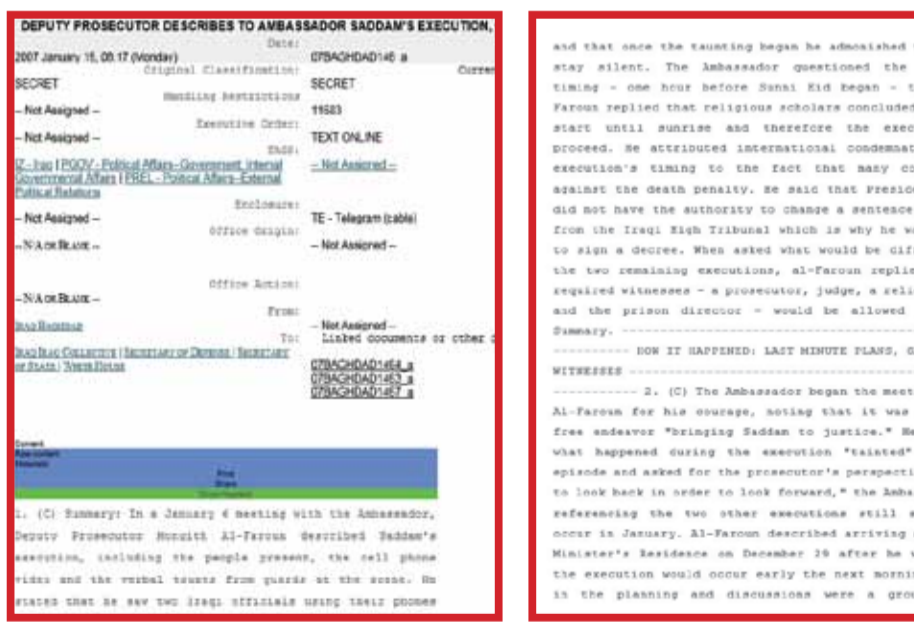 DEPUTY PROSECUTOR DESCRIBES TO AMBASSADOR SADDAM'S EXECUTION,
Date:
2007 January 15, 08:17 (Monday)
07BAGHDAD146 a
Original Classification:
Curren
SECRET
SECRET
Handling Restrictions
-- Not Assigned --
11683
Executive Order:
-- Not Assigned --
TEXT ONLINE
TAGS:
IZ - Iraq | PGOV - Political Affairs--Government; Internal
-- Not Assigned --
Governmental Affairs | PREL - Political Affairs--External
Political Relations
Enclosure:
-- Not Assigned --
TE - Telegram (cable)
Office Origin:
-- N/A or Blank --
-- Not Assigned --
Office Action:
-- N/A or Blank --
From:
Iraq Baghdad
-- Not Assigned --
To:
Linked documents or other
Iraq Iraq Collective | Secretary of Defense | Secretary
of State | White House
07BAGHDAD1464_a
07BAGHDAD1463_a
07BAGHDAD1467_a
Print
Share
1. (C) Summary: In a January 6 meeting with the Ambassador,
Deputy Prosecutor Monqith Al-Faroun described Saddam's
execution, including the people present, the cell phone
video and the verbal taunts from guards at the scene. He
stated that he saw two Iraqi officials using their phones
and that once the taunting began he admonished
stay silent. The Ambassador questioned the
timing - one hour before Sunni Eid began - t
Faroun replied that religious scholars concluded
start until sunrise and therefore the exec
proceed. He attributed international condemnat
execution's timing to the fact that many co
against the death penalty. He said that Presid
did not have the authority to change a sentence
from the Iraqi High Tribunal which is why he wa
to sign a decree. When asked what would be dif
the two remaining executions, al-Faroun replie
required witnesses - a prosecutor, judge, a reli
and the prison director - would be allowed
Summary. --------------------
---------- HOW IT HAPPENED: LAST MINUTE PLANS, G
WITNESSES --------------------
----------- 2. (C) The Ambassador began the meet
Al-Faroun for his courage, noting that it was
free endeavor "bringing Saddam to justice." He
what happened during the execution "tainted"
episode and asked for the prosecutor's perspecti
to look back in order to look forward," the Amba
referencing the two other executions still s
occur in January. Al-Faroun described arriving
Minister's Residence on December 29 after he w
the execution would occur early the next mornin
in the planning and discussions were a grou